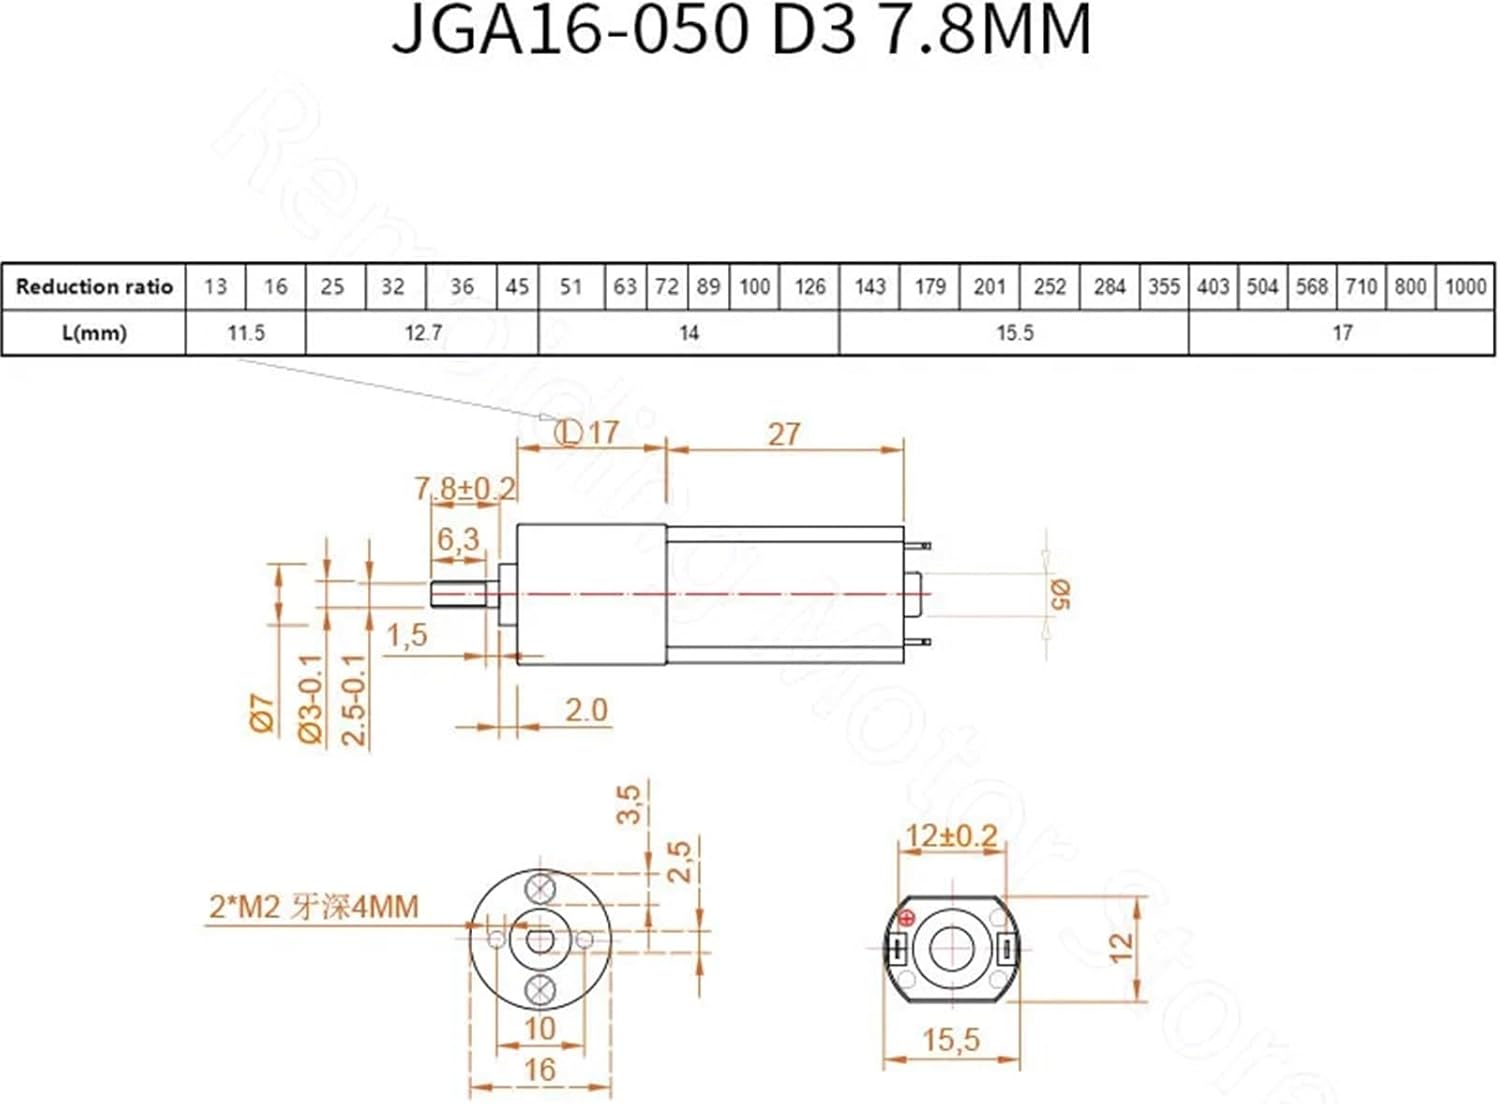 JGA16-050 D3 7.8MM
Reduction ratio 13 16 25 32 36 45 51 63 72 89 100 126 143 179 201 252 284 355 403 504 568 710 800 1000
L(mm) 11.5 12.7 14 15.5 17
Ⓛ17
27
7.8±0.2
6,3
Ø5
1,5
Ø7
Ø3-0.1
2.5-0.1
2.0
3,5
2,5
12±0.2
2*M2 牙深4MM
12
10
15,5
16
Remolding Motor Store